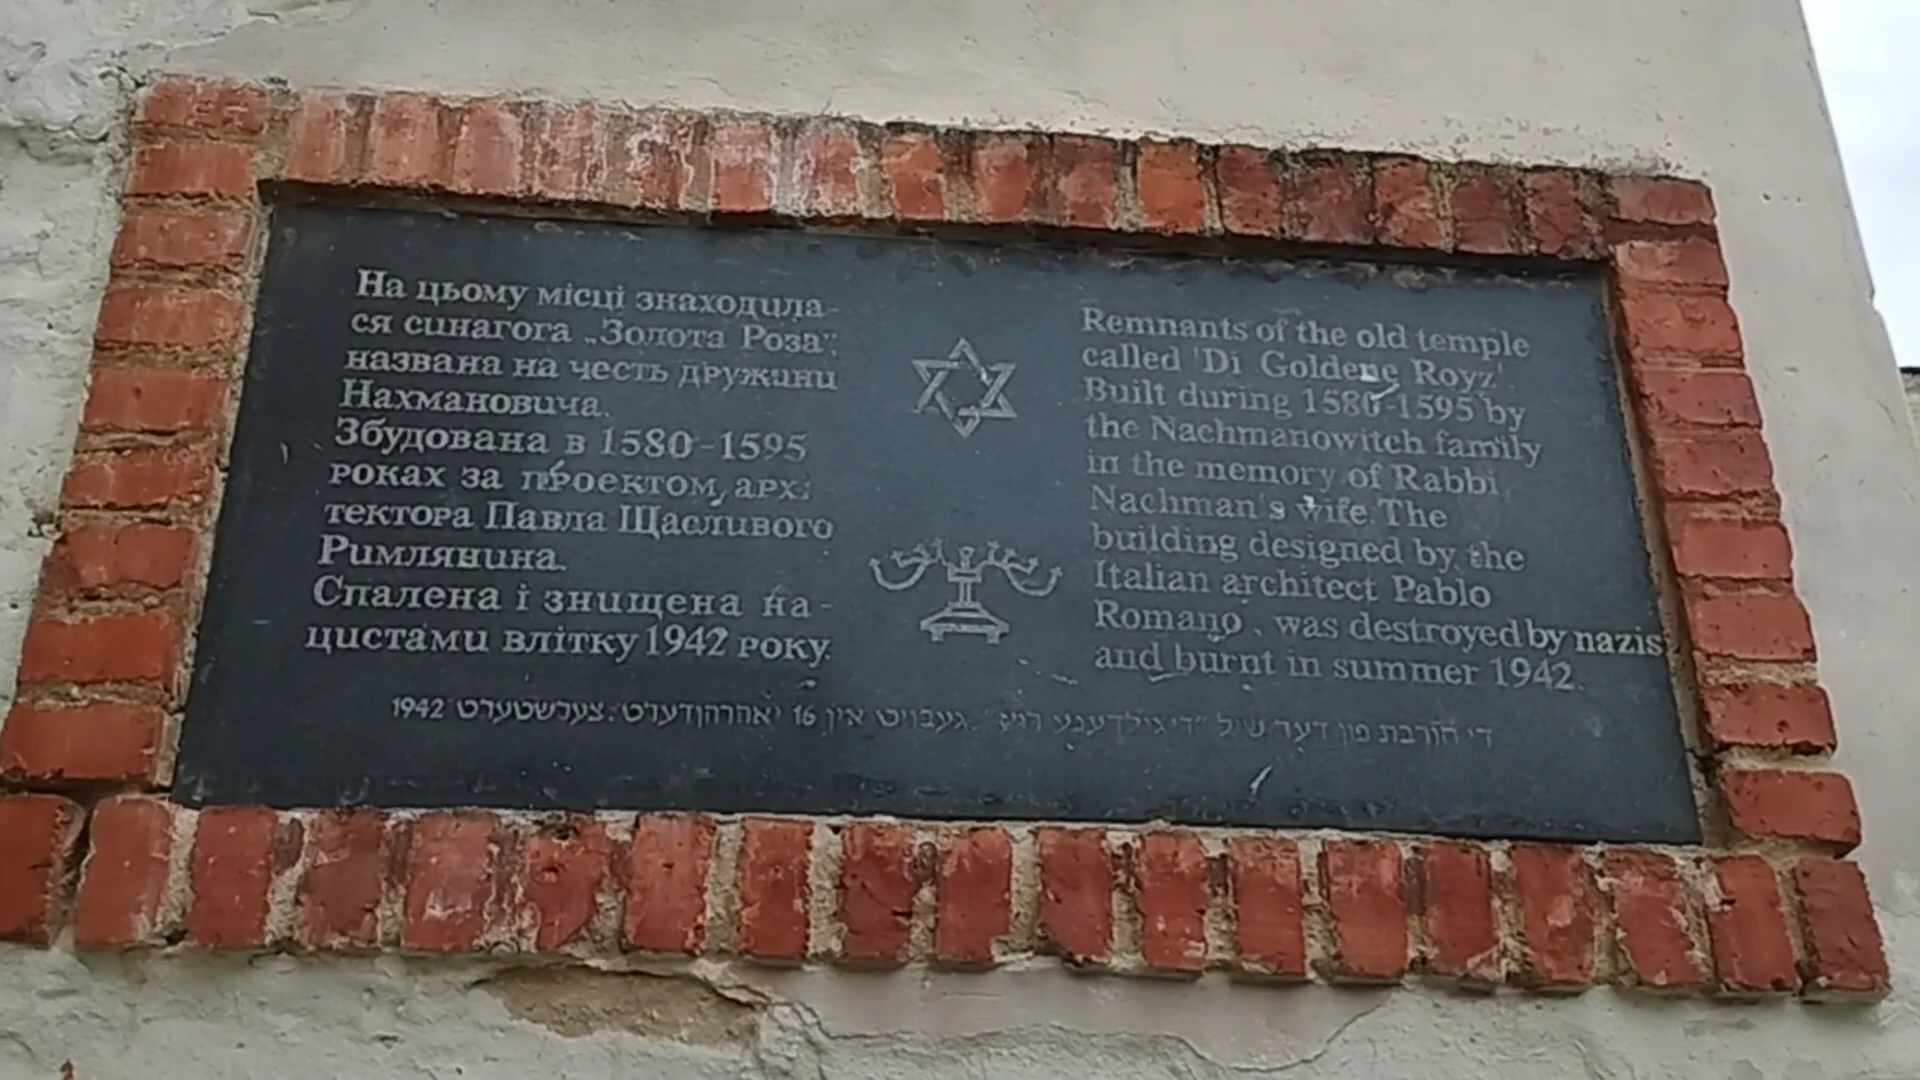 На цьому місці знаходила-
ся синагога „Золота Роза",
названа на честь дружини
Нахмановича.
Збудована в 1580-1595
роках за проектом, архі-
тектора Павла Щасливого
Римлянина.
Спалена і знищена на-
цистами влітку 1942 року.
Remnants of the old temple
called 'Di Goldene Royz'.
Built during 1580-1595 by
the Nachmanowitch family
in the memory of Rabbi
Nachman's wife. The
building designed by the
Italian architect Pablo
Romano, was destroyed by nazis
and burnt in summer 1942.
די חורבת פון דער שיל "די גילדענע רויז". געבויט אין 16 יאהרהונדערט. צערשטערט 1942